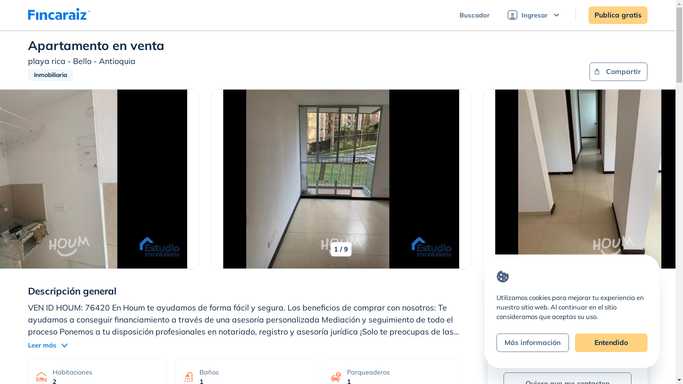 Fincaraiz
Buscador
Ingresar
Publica gratis
Apartamento en venta
playa rica - Bello - Antioquia
Inmobiliaria
Compartir
HOUM
HOUM
Estudio
Inmobiliario
1 / 9
HOUM
Estudio
Inmobiliario
Descripción general
VEN ID HOUM: 76420 En Houm te ayudamos de forma fácil y segura. Los beneficios de comprar con nosotros: Te
ayudamos a conseguir financiamiento a través de una asesoría personalizada Mediación y seguimiento de todo el
proceso Ponemos a tu disposición profesionales en notariado, registro y asesoría jurídica ¡Solo te preocupas de las...
Leer más
Habitaciones
2
Baños
1
Parqueaderos
1
Utilizamos cookies para mejorar tu experiencia en
nuestro sitio web. Al continuar en el sitio
consideramos que aceptas su uso.
Más información
Entendido
Quiero que me contacten